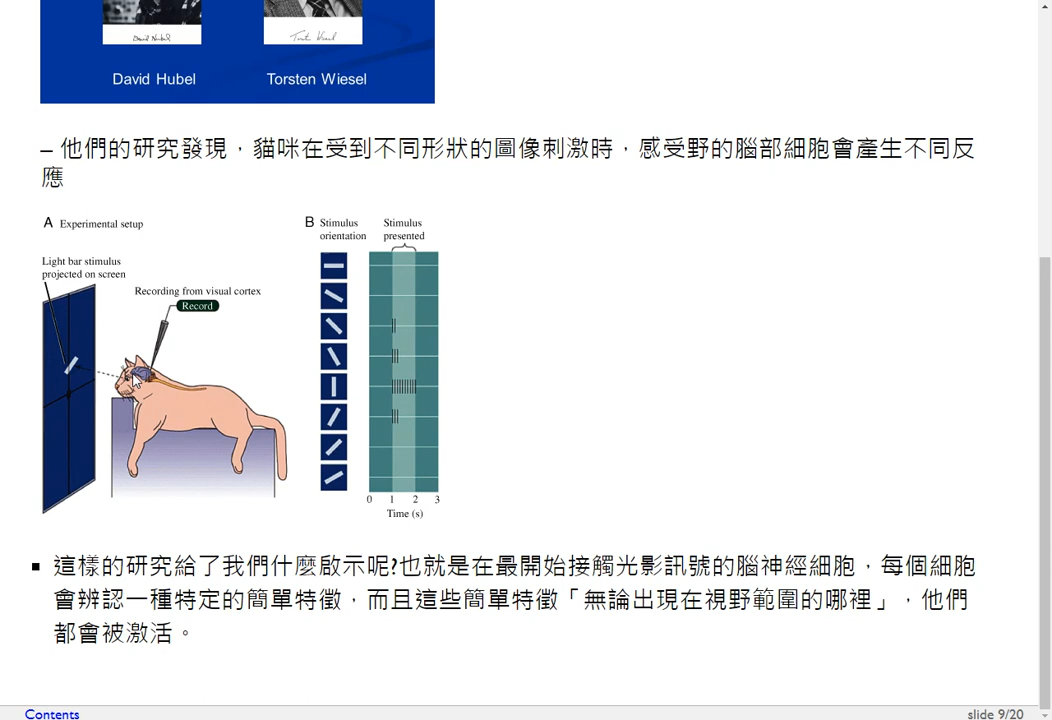 David Hubel
Torsten Wiesel
David Hubel Torsten Wiesel
– 他們的研究發現，貓咪在受到不同形狀的圖像刺激時，感受野的腦部細胞會產生不同反
應
A Experimental setup
Light bar stimulus
projected on screen
Recording from visual cortex
Record
B Stimulus
orientation
Stimulus
presented
0 1 2 3
Time (s)
▪ 這樣的研究給了我們什麼啟示呢?也就是在最開始接觸光影訊號的腦神經細胞，每個細胞
會辨認一種特定的簡單特徵，而且這些簡單特徵「無論出現在視野範圍的哪裡」，他們
都會被激活。
Contents
slide 9/20